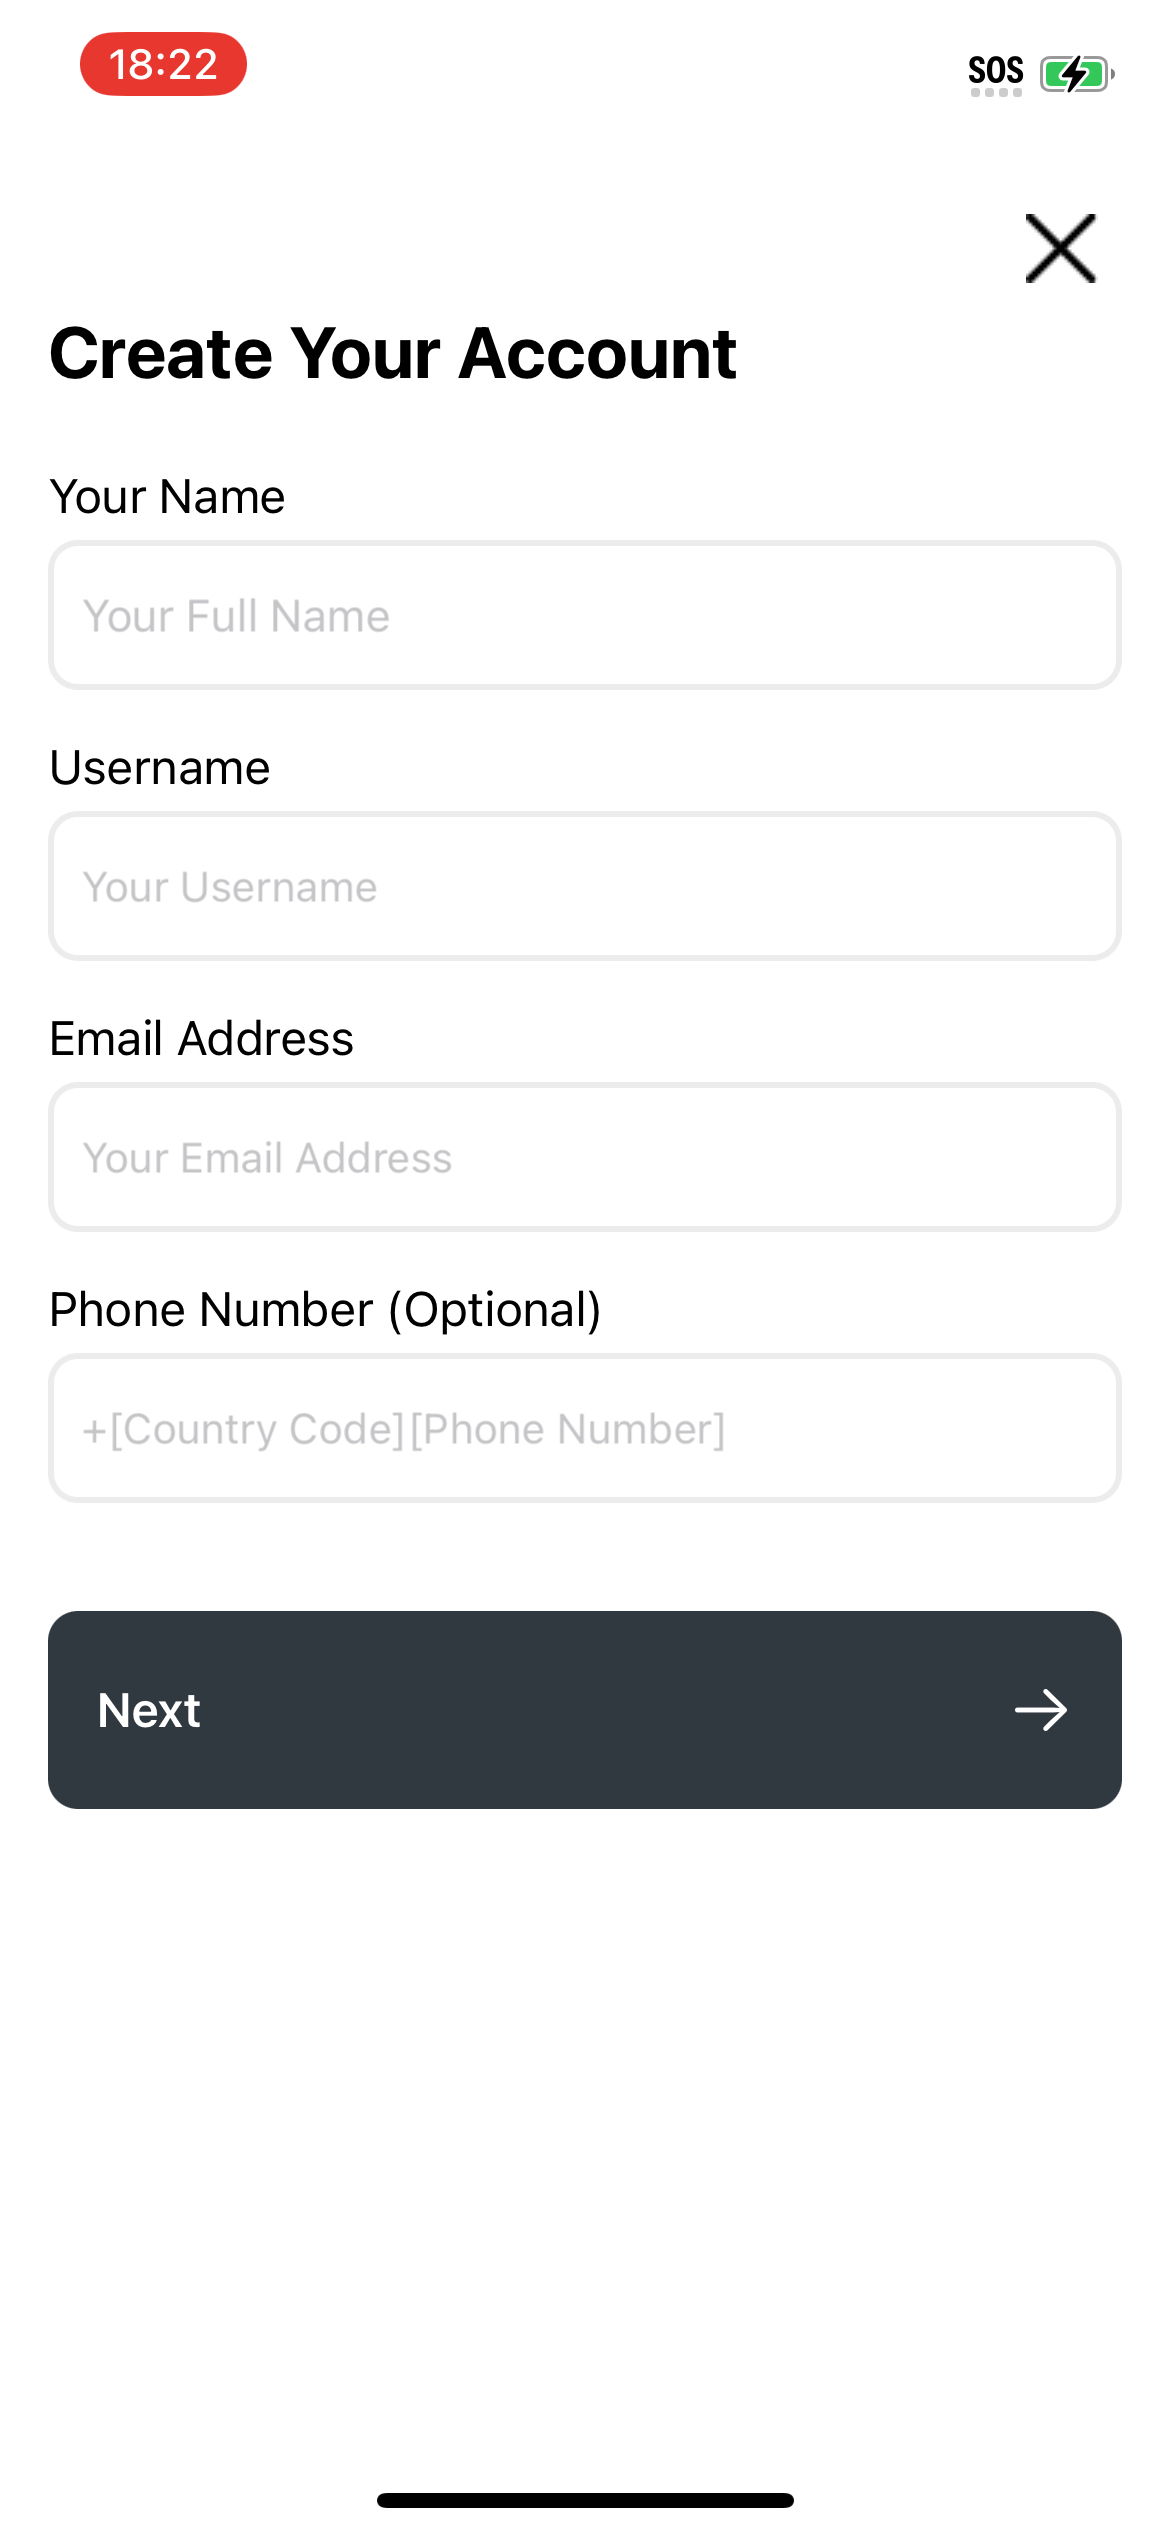 18:22
SOS
Create Your Account
Your Name
Your Full Name
Username
Your Username
Email Address
Your Email Address
Phone Number (Optional)
+[Country Code][Phone Number]
Next